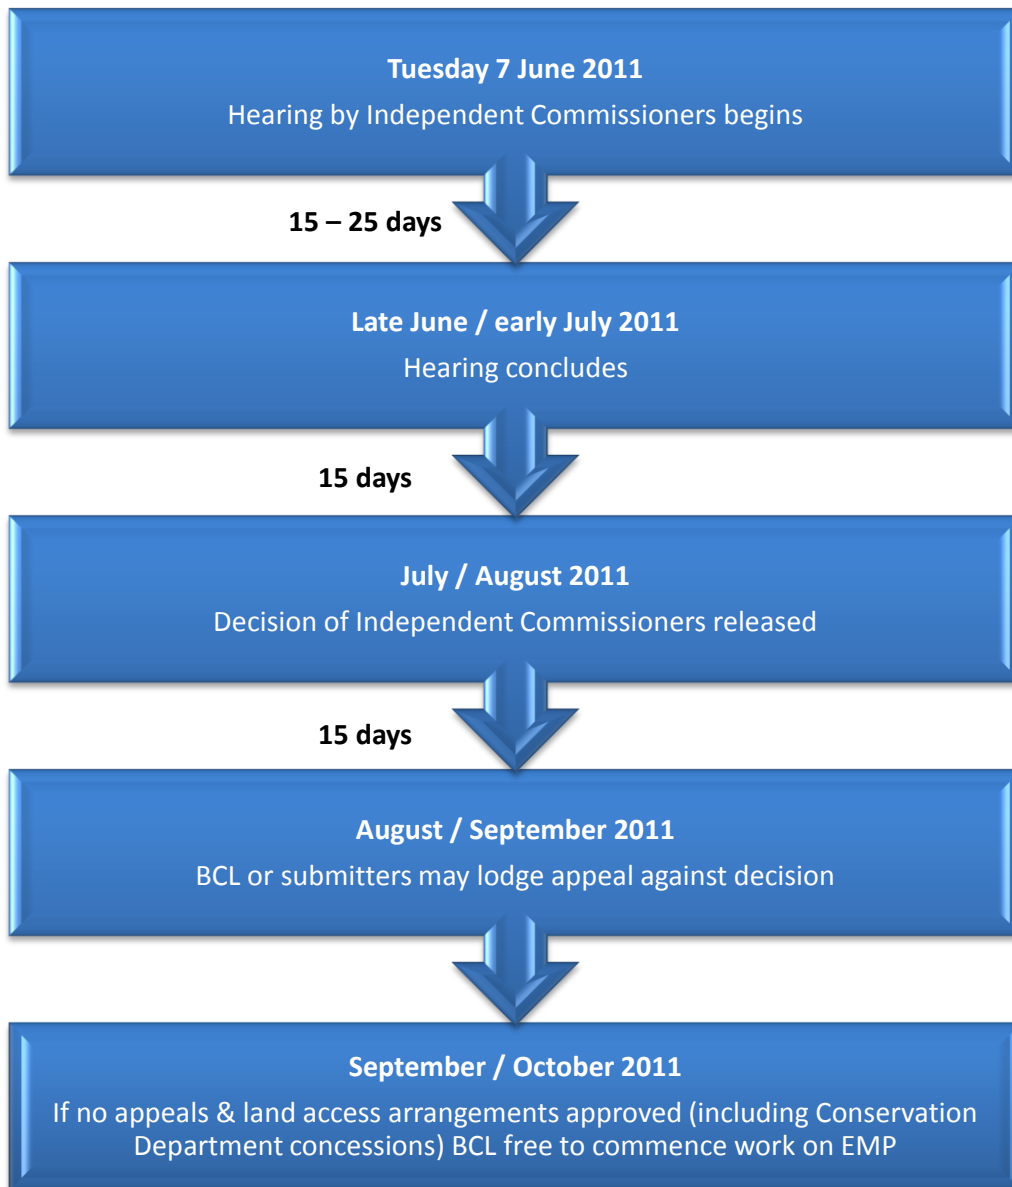 Tuesday 7 June 2011
Hearing by Independent Commissioners begins
15 – 25 days
Late June / early July 2011
Hearing concludes
15 days
July / August 2011
Decision of Independent Commissioners released
15 days
August / September 2011
BCL or submitters may lodge appeal against decision
September / October 2011
If no appeals & land access arrangements approved (including Conservation
Department concessions) BCL free to commence work on EMP